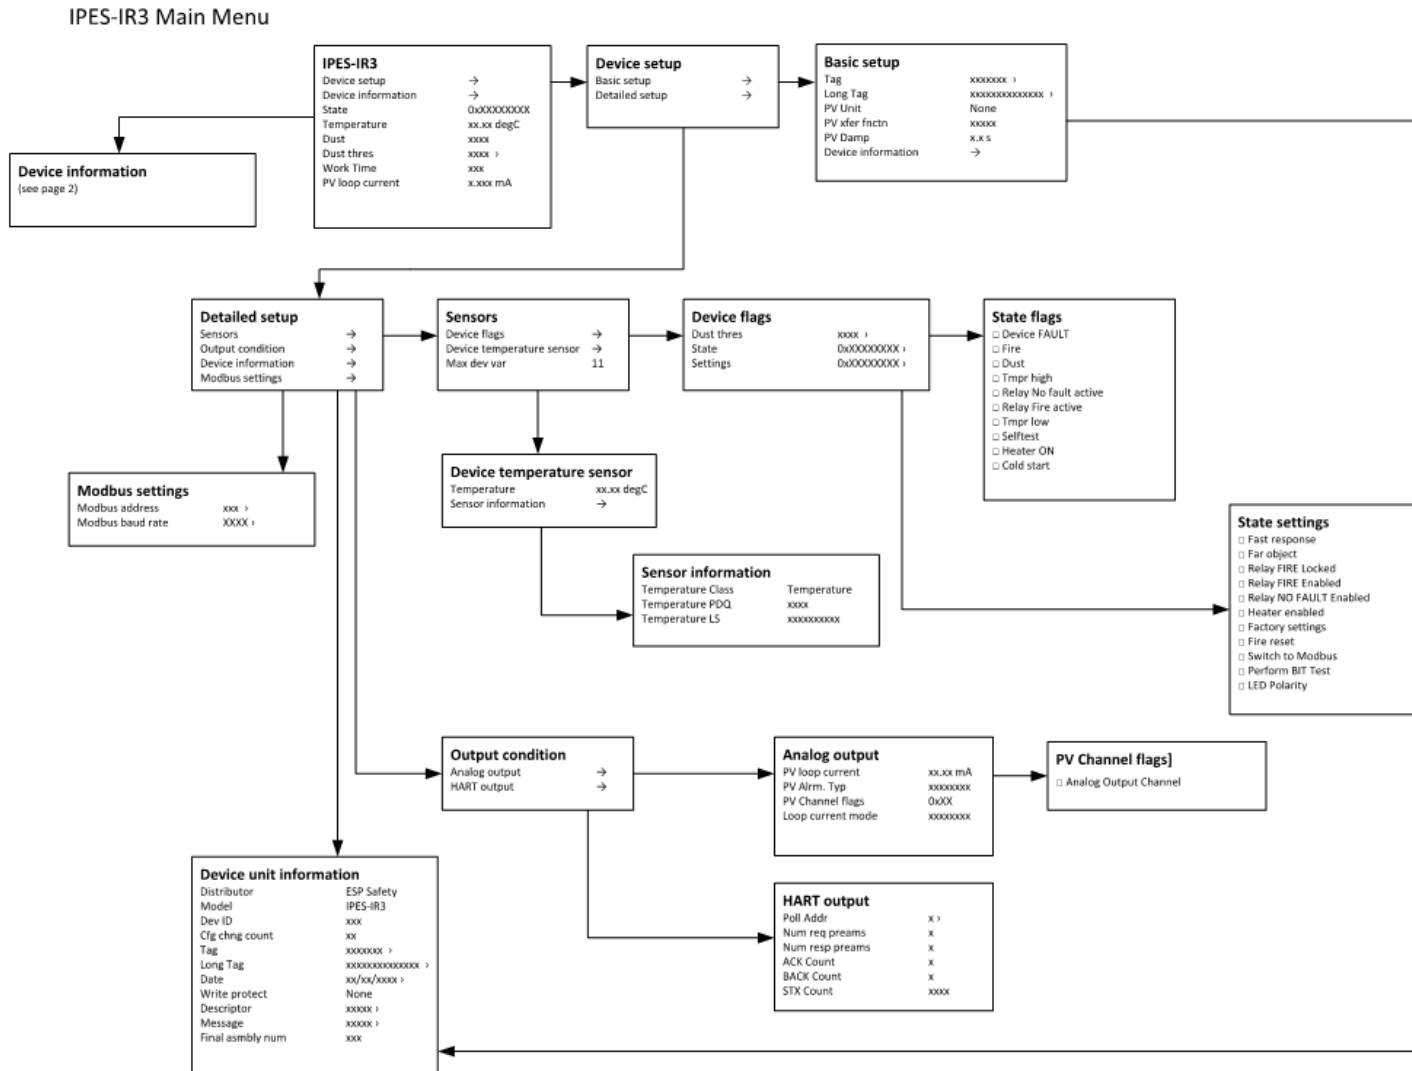 IPES-IR3 Main Menu
IPES-IR3
Device setup →
Device information →
State 0xXXXXXXXX
Temperature xx.xx degC
Dust xxxx
Dust thres xxxx ›
Work Time xxx
PV loop current x.xxx mA
Device setup
Basic setup →
Detailed setup →
Basic setup
Tag xxxxxxx ›
Long Tag xxxxxxxxxxxxxx ›
PV Unit None
PV xfer fnctn xxxxx
PV Damp x.x s
Device information →
Device information
(see page 2)
Detailed setup
Sensors →
Output condition →
Device information →
Modbus settings →
Sensors
Device flags →
Device temperature sensor →
Max dev var 11
Device flags
Dust thres xxxx ›
State 0xXXXXXXXX ›
Settings 0xXXXXXXXX ›
State flags
□ Device FAULT
□ Fire
□ Dust
□ Tmpr high
□ Relay No fault active
□ Relay Fire active
□ Tmpr low
□ Selftest
□ Heater ON
□ Cold start
Modbus settings
Modbus address xxx ›
Modbus baud rate XXXX ›
Device temperature sensor
Temperature xx.xx degC
Sensor information →
State settings
□ Fast response
□ Far object
□ Relay FIRE Locked
□ Relay FIRE Enabled
□ Relay NO FAULT Enabled
□ Heater enabled
□ Factory settings
□ Fire reset
□ Switch to Modbus
□ Perform BIT Test
□ LED Polarity
Sensor information
Temperature Class Temperature
Temperature PDQ xxxx
Temperature LS xxxxxxxxxx
Output condition
Analog output →
HART output →
Analog output
PV loop current xx.xx mA
PV Alrm. Typ xxxxxxxx
PV Channel flags 0xXX
Loop current mode xxxxxxxx
PV Channel flags]
□ Analog Output Channel
Device unit information
Distributor ESP Safety
Model IPES-IR3
Dev ID xxx
Cfg chng count xx
Tag xxxxxxx ›
Long Tag xxxxxxxxxxxxxx ›
Date xx/xx/xxxx ›
Write protect None
Descriptor xxxxx ›
Message xxxxx ›
Final asmbly num xxx
HART output
Poll Addr x ›
Num req preams x
Num resp preams x
ACK Count x
BACK Count x
STX Count xxxx